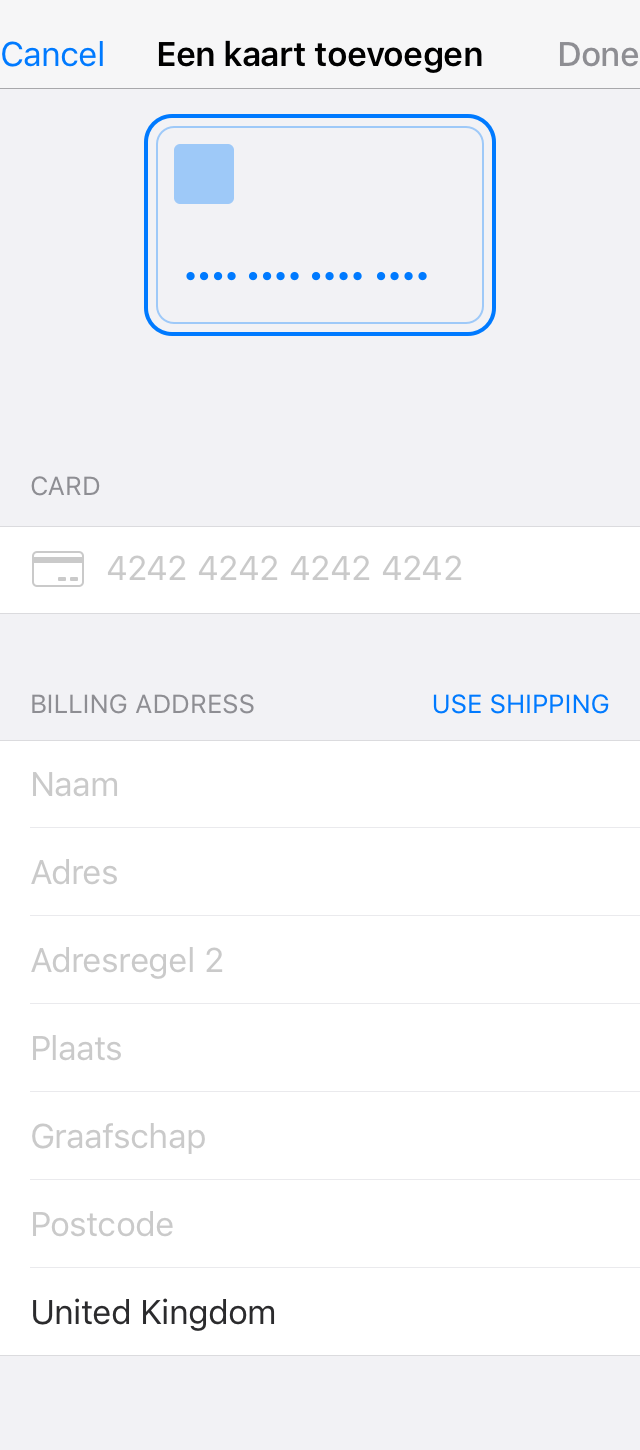 Cancel Een kaart toevoegen Done
•••• •••• •••• ••••
CARD
4242 4242 4242 4242
BILLING ADDRESS USE SHIPPING
Naam
Adres
Adresregel 2
Plaats
Graafschap
Postcode
United Kingdom